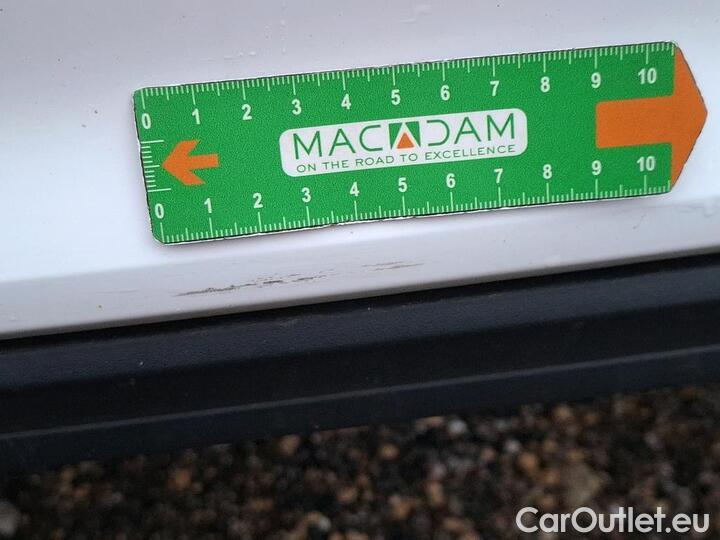 0 1 2 3 4 5 6 7 8 9 10
MACADAM
ON THE ROAD TO EXCELLENCE
0 1 2 3 4 5 6 7 8 9 10
CarOutlet.eu